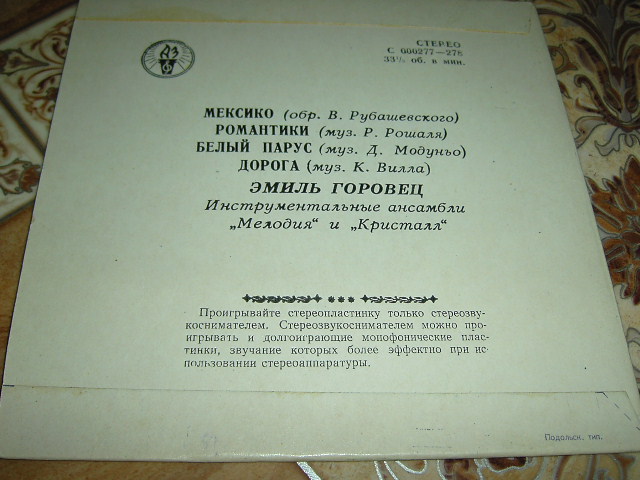 АЗ
СТЕРЕО
С 000277—278
33⅓ об. в мин.
МЕКСИКО (обр. В. Рубашевского)
РОМАНТИКИ (муз. Р. Рошаля)
БЕЛЫЙ ПАРУС (муз. Д. Модуньо)
ДОРОГА (муз. К. Вилла)
ЭМИЛЬ ГОРОВЕЦ
Инструментальные ансамбли
„Мелодия“ и „Кристалл“
Проигрывайте стереопластинку только стереозву-
коснимателем. Стереозвукоснимателем можно про-
игрывать и долгоиграющие монофонические плас-
тинки, звучание которых более эффектно при ис-
пользовании стереоаппаратуры.
Подольск. тип.